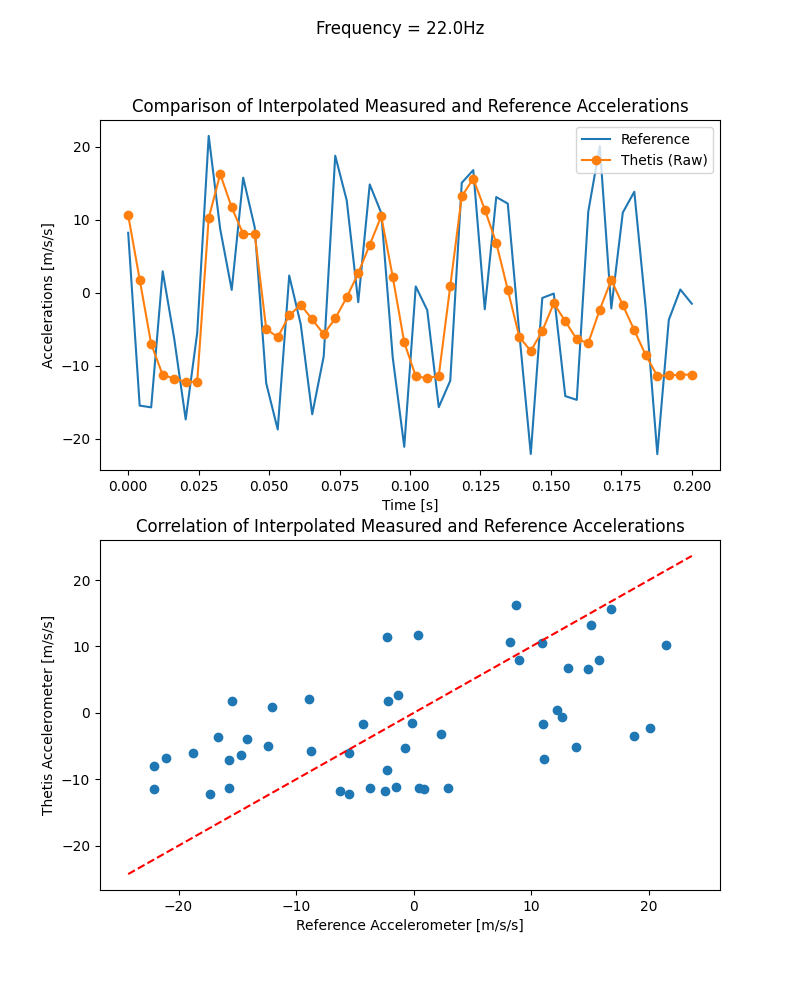 Frequency = 22.0Hz
Comparison of Interpolated Measured and Reference Accelerations
Reference
Thetis (Raw)
Accelerations [m/s/s]
20
10
0
−10
−20
0.000 0.025 0.050 0.075 0.100 0.125 0.150 0.175 0.200
Time [s]
Correlation of Interpolated Measured and Reference Accelerations
Thetis Accelerometer [m/s/s]
20
10
0
−10
−20
−20 −10 0 10 20
Reference Accelerometer [m/s/s]